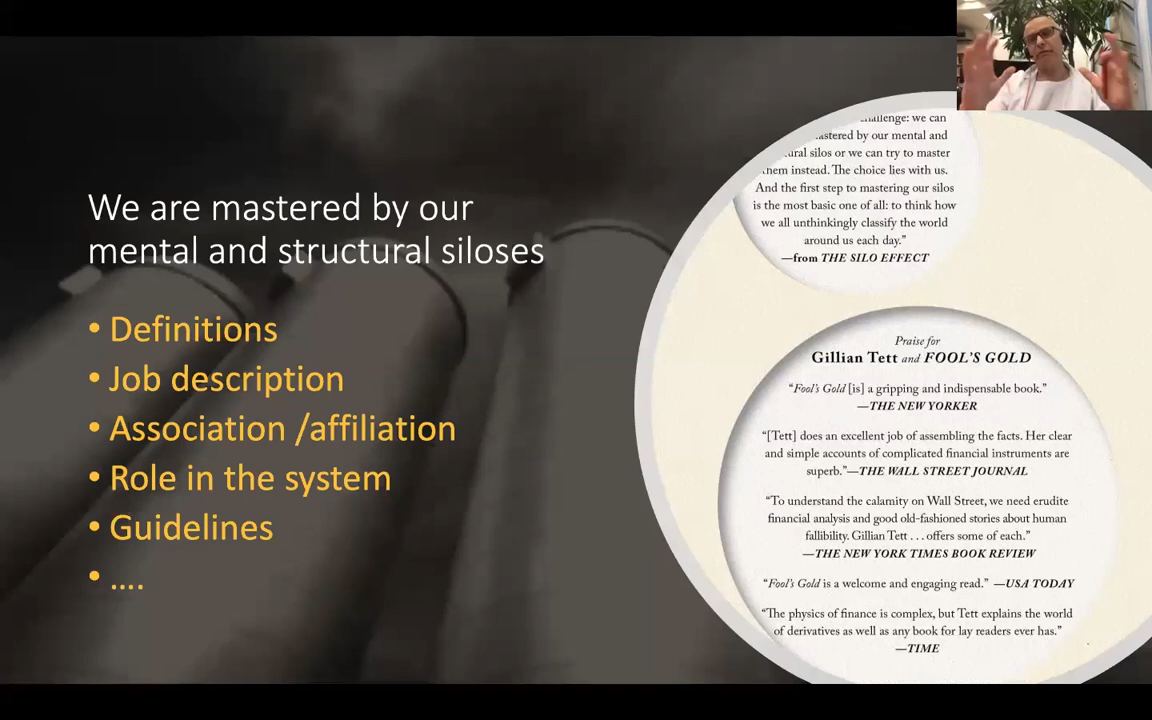 We are mastered by our
mental and structural siloses
• Definitions
• Job description
• Association /affiliation
• Role in the system
• Guidelines
• ....
challenge: we can
mastered by our mental and
silos or we can try to master
them instead. The choice lies with us.
And the first step to mastering our silos
is the most basic one of all: to think how
we all unthinkingly classify the world
around us each day.”
—from THE SILO EFFECT
Praise for
Gillian Tett and FOOL’S GOLD
“Fool’s Gold [is] a gripping and indispensable book.”
—THE NEW YORKER
“[Tett] does an excellent job of assembling the facts. Her clear
and simple accounts of complicated financial instruments are
superb.”—THE WALL STREET JOURNAL
“To understand the calamity on Wall Street, we need erudite
financial analysis and good old-fashioned stories about human
fallibility. Gillian Tett . . . offers some of each.”
—THE NEW YORK TIMES BOOK REVIEW
“Fool’s Gold is a welcome and engaging read.” —USA TODAY
“The physics of finance is complex, but Tett explains the world
of derivatives as well as any book for lay readers ever has.”
—TIME